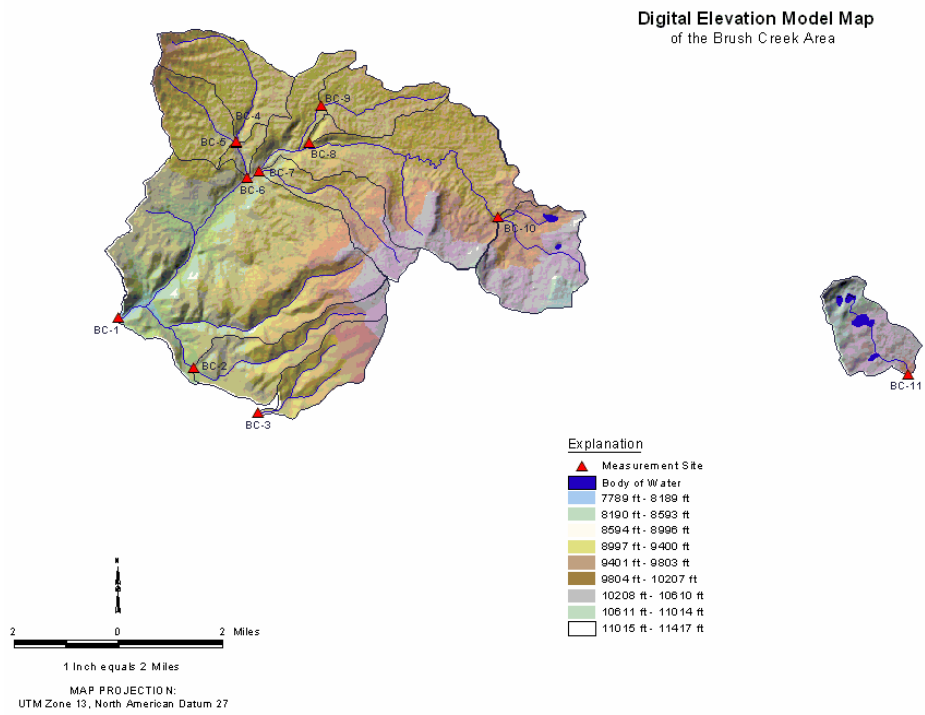 Digital Elevation Model Map
of the Brush Creek Area
BC-9
BC-4
BC-5
BC-8
BC-7
BC-6
BC-10
BC-1
BC-2
BC-11
BC-3
Explanation
Measurement Site
Body of Water
7789 ft - 8189 ft
8190 ft - 8593 ft
8594 ft - 8996 ft
8997 ft - 9400 ft
9401 ft - 9803 ft
9804 ft - 10207 ft
10208 ft - 10610 ft
10611 ft - 11014 ft
11015 ft - 11417 ft
2 0 2 Miles
1 Inch equals 2 Miles
MAP PROJECTION:
UTM Zone 13, North American Datum 27